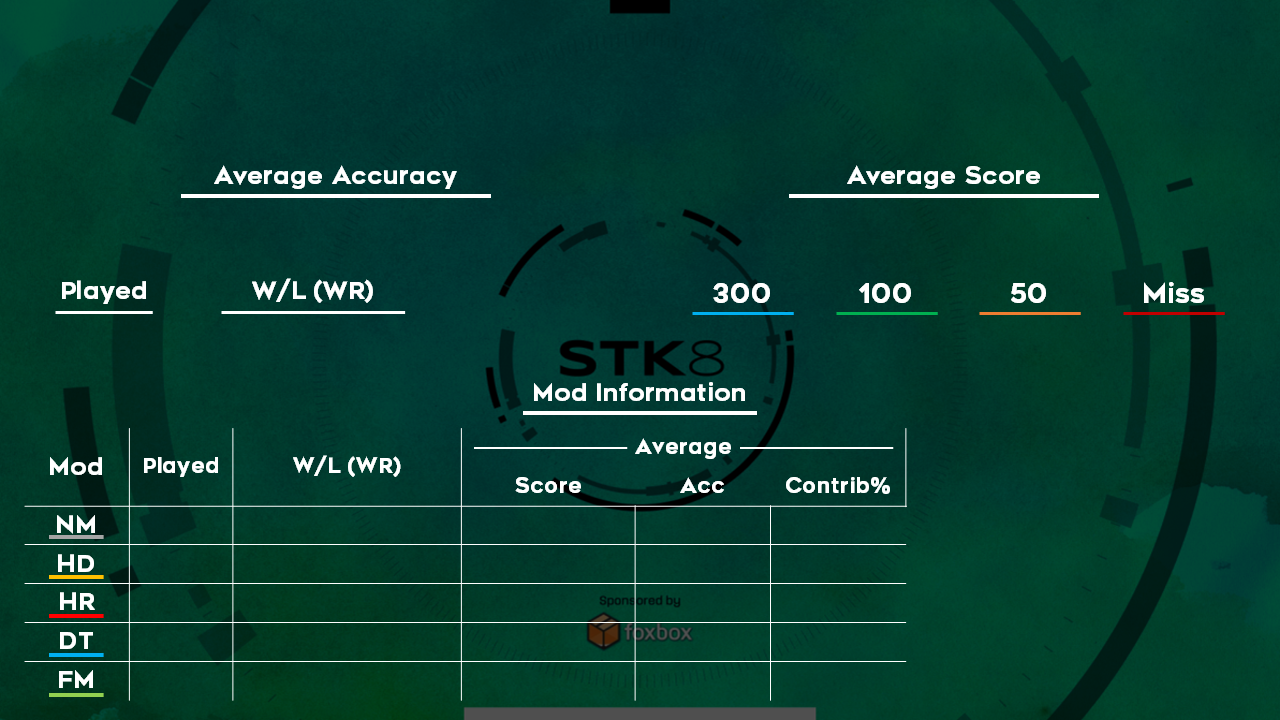 Average Accuracy
Average Score
Played
W/L (WR)
300
100
50
Miss
STK8
Mod Information
Mod
Played
W/L (WR)
Average
Score
Acc
Contrib%
NM
HD
HR
Sponsored by
DT
foxbox
FM